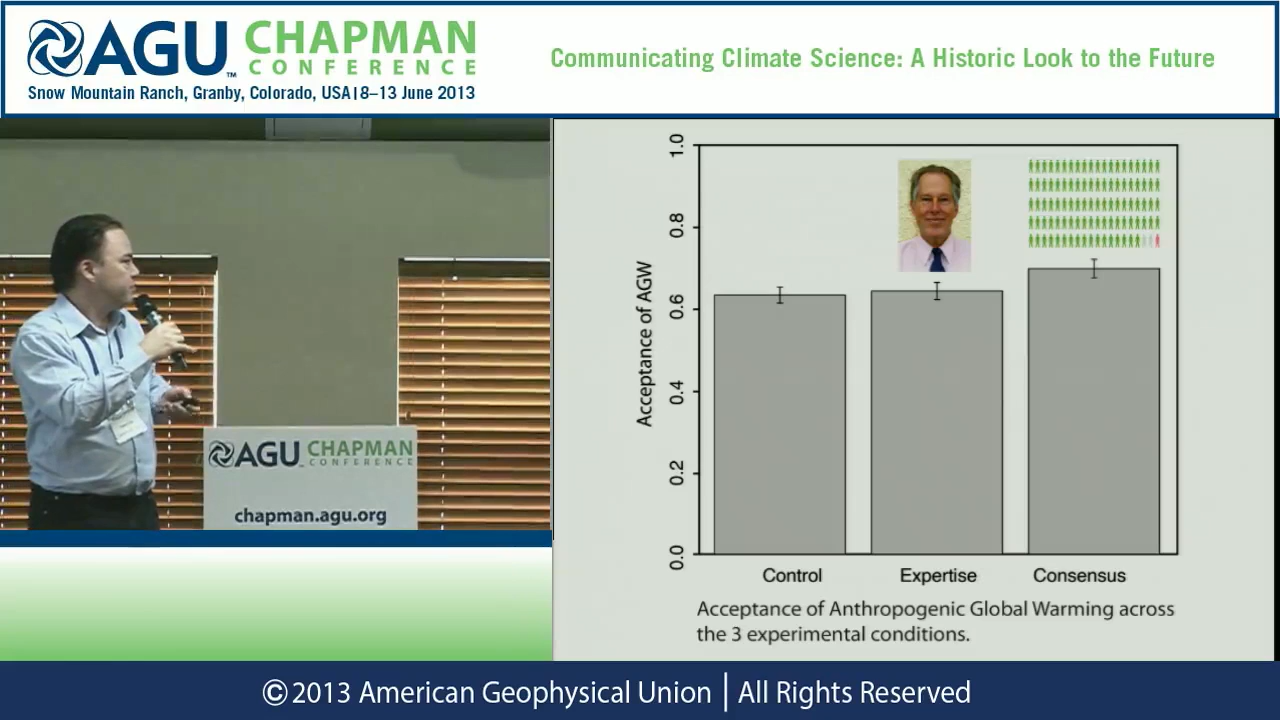 AGU CHAPMAN
CONFERENCE
Snow Mountain Ranch, Granby, Colorado, USA|8–13 June 2013
Communicating Climate Science: A Historic Look to the Future
AGU CHAPMAN
CONFERENCE
chapman.agu.org
1.0
0.8
0.6
0.4
0.2
0.0
Acceptance of AGW
Control Expertise Consensus
Acceptance of Anthropogenic Global Warming across
the 3 experimental conditions.
©2013 American Geophysical Union | All Rights Reserved